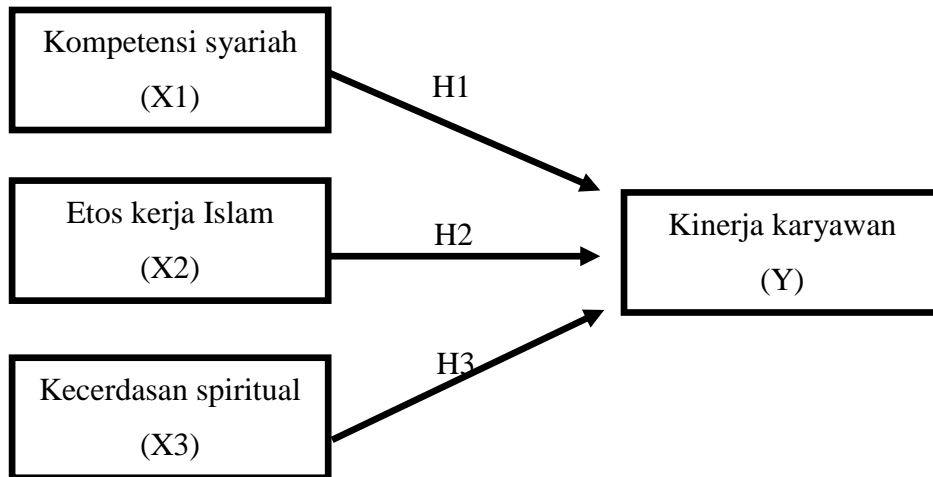 Kompetensi syariah
(X1)
H1
Etos kerja Islam
(X2)
H2
Kinerja karyawan
(Y)
Kecerdasan spiritual
(X3)
H3